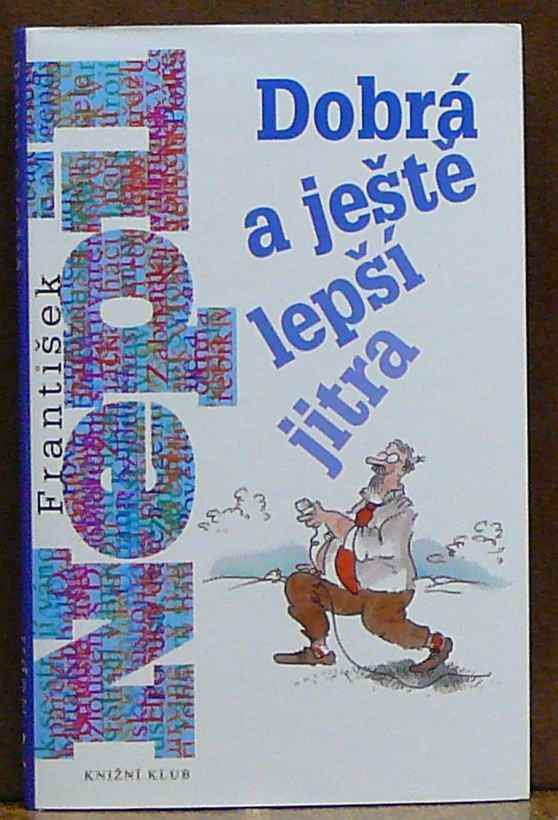 Dobrá
a ještě
lepší
jitra
František
Nepil
KNIŽNÍ KLUB